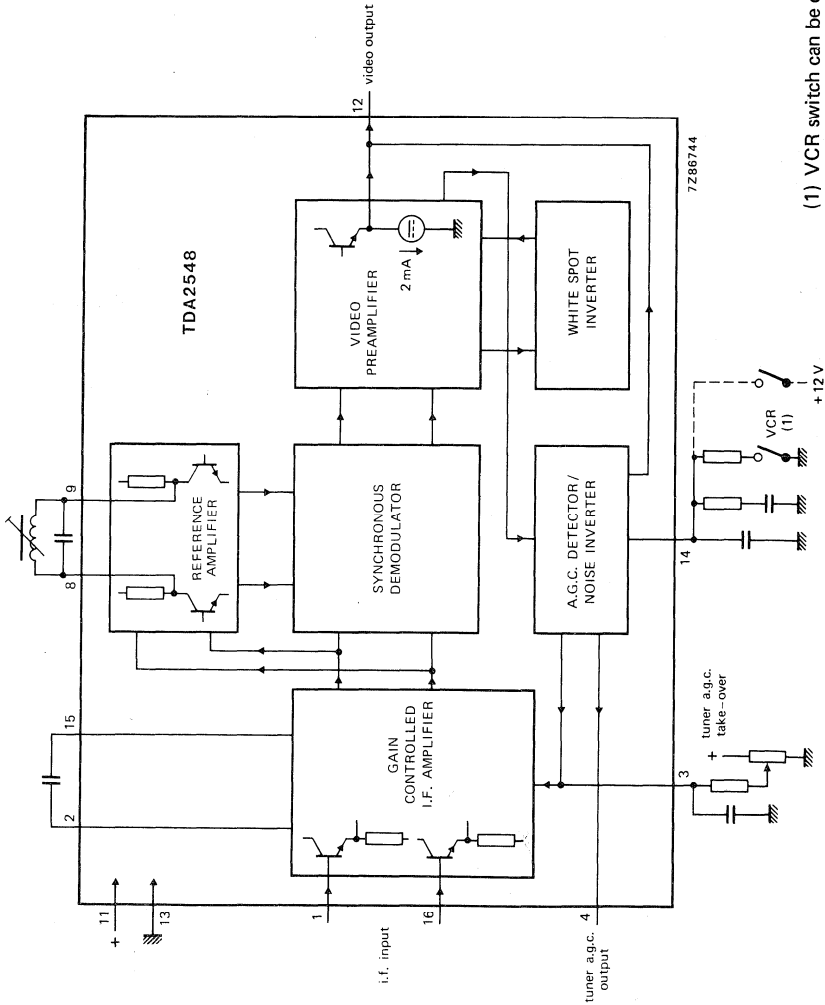 TDA2548
11
+
13
2
15
8
9
REFERENCE
AMPLIFIER
1
i.f. input
16
4
tuner a.g.c.
output
GAIN
CONTROLLED
I.F. AMPLIFIER
SYNCHRONOUS
DEMODULATOR
VIDEO
PREAMPLIFIER
2 mA
12
video output
A.G.C. DETECTOR/
NOISE INVERTER
WHITE SPOT
INVERTER
3
+
tuner a.g.c.
take-over
14
VCR
(1)
+12 V
7Z86744
(1) VCR switch can be